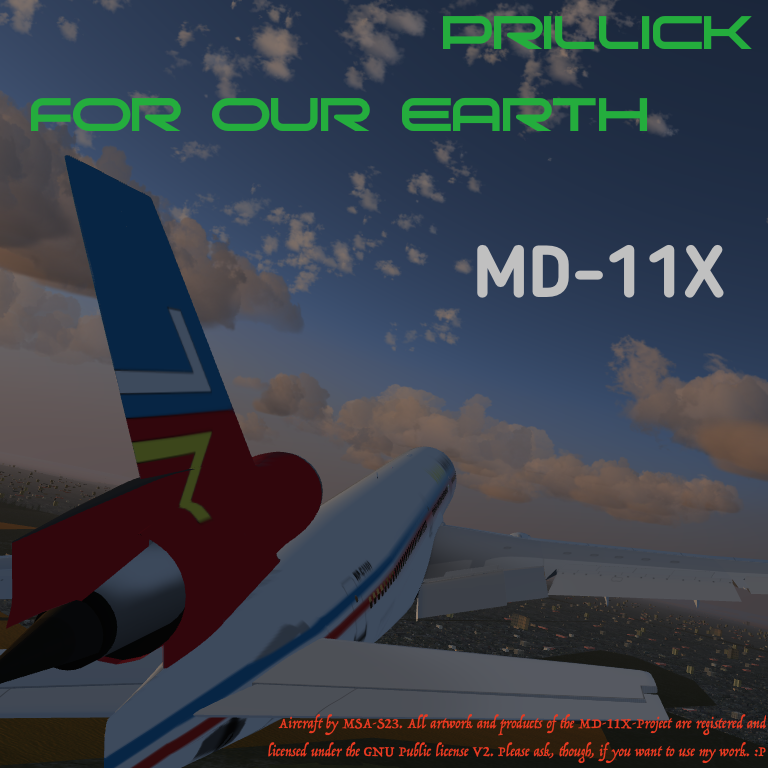 PRILLICK
FOR OUR EARTH
MD-11X
Aircraft by MSA-S23. All artwork and products of the MD-11X-Project are registered and
licensed under the GNU Public license V2. Please ask, though, if you want to use my work. :P